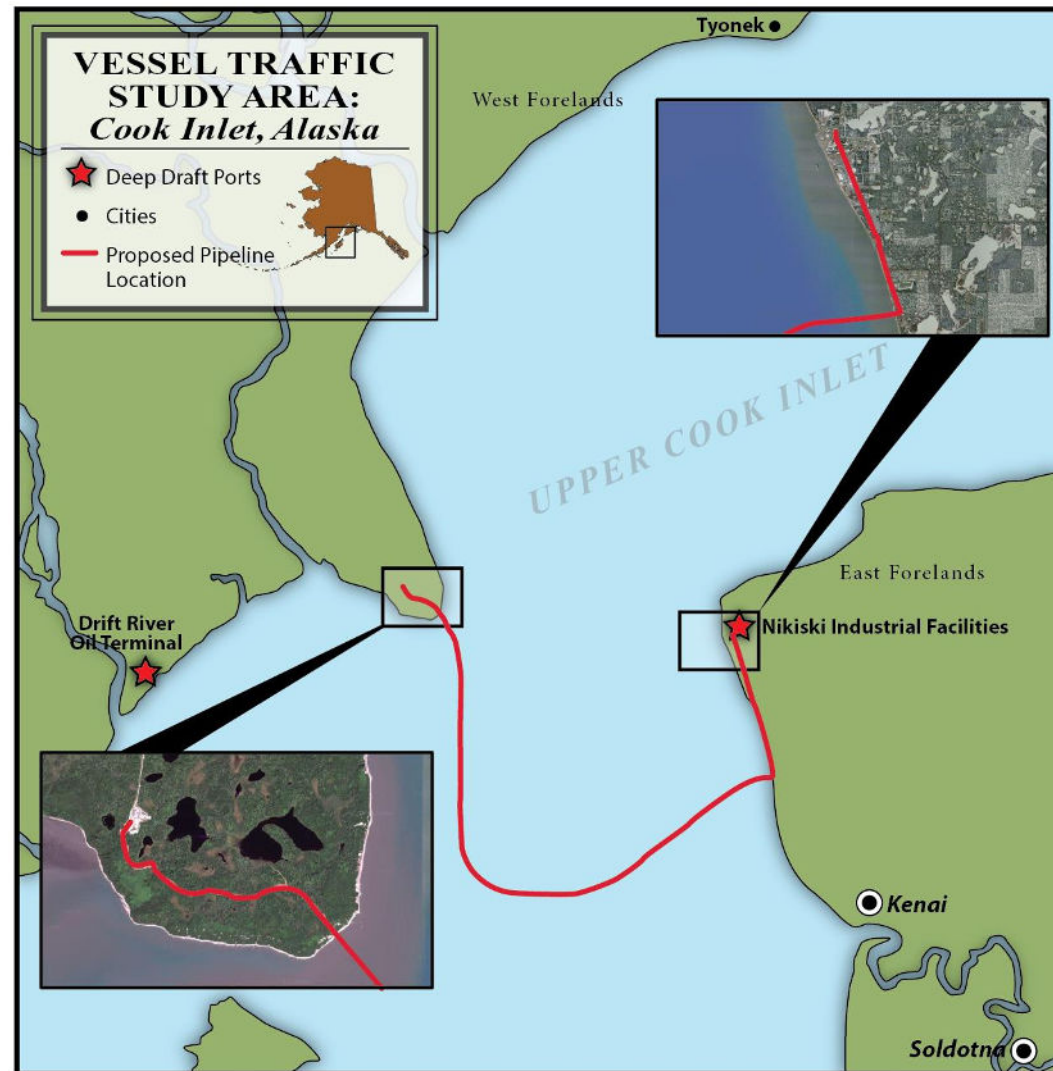 Tyonek
VESSEL TRAFFIC
STUDY AREA:
Cook Inlet, Alaska
Deep Draft Ports
Cities
Proposed Pipeline
Location
West Forelands
UPPER COOK INLET
East Forelands
Drift River
Oil Terminal
Nikiski Industrial Facilities
Kenai
Soldotna